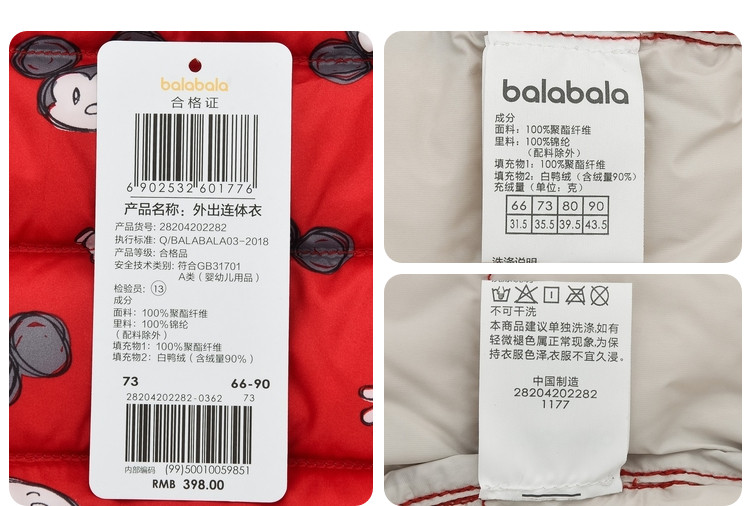 balabala
合格证
6 902532 601776
产品名称：外出连体衣
产品货号：28204202282
执行标准：Q/BALABALA03-2018
产品等级：合格品
安全技术类别：符合GB31701
A类（婴幼儿用品）
检验员：⑬
成分
面料：100%聚酯纤维
里料：100%锦纶
（配料除外）
填充物1：100%聚酯纤维
填充物2：白鸭绒（含绒量90%）
73 66-90
28204202282-0362 73
内部编码 (99)50010059851
RMB 398.00
balabala
成分
面料：100%聚酯纤维
里料：100%锦纶
（配料除外）
填充物1：100%聚酯纤维
填充物2：白鸭绒（含绒量90%）
充绒量（单位：克）
66 73 80 90
31.5 35.5 39.5 43.5
洗涤说明
balabala
不可干洗
本商品建议单独洗涤,如有
轻微褪色属正常现象,为保
持衣服色泽,衣服不宜久浸。
中国制造
28204202282
1177